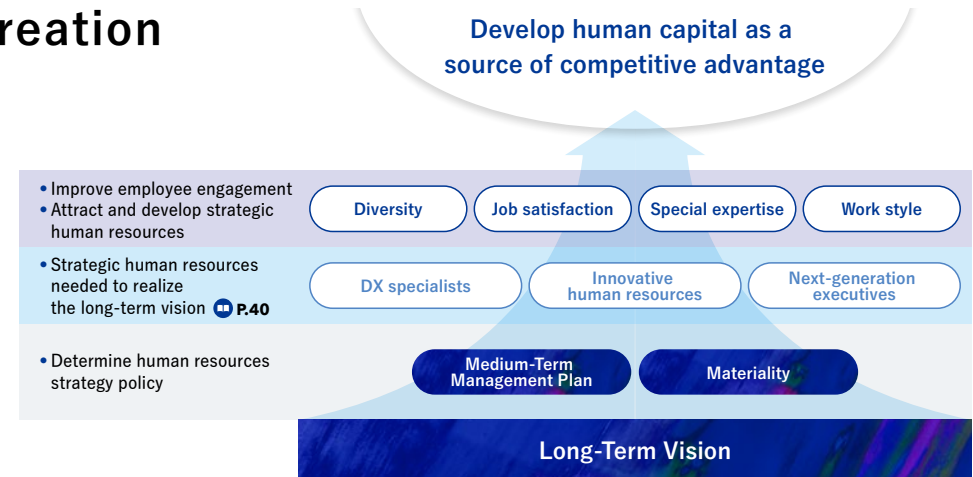 reation
Develop human capital as a
source of competitive advantage
• Improve employee engagement
• Attract and develop strategic
human resources
Diversity
Job satisfaction
Special expertise
Work style
• Strategic human resources
needed to realize
the long-term vision P.40
DX specialists
Innovative
human resources
Next-generation
executives
• Determine human resources
strategy policy
Medium-Term
Management Plan
Materiality
Long-Term Vision